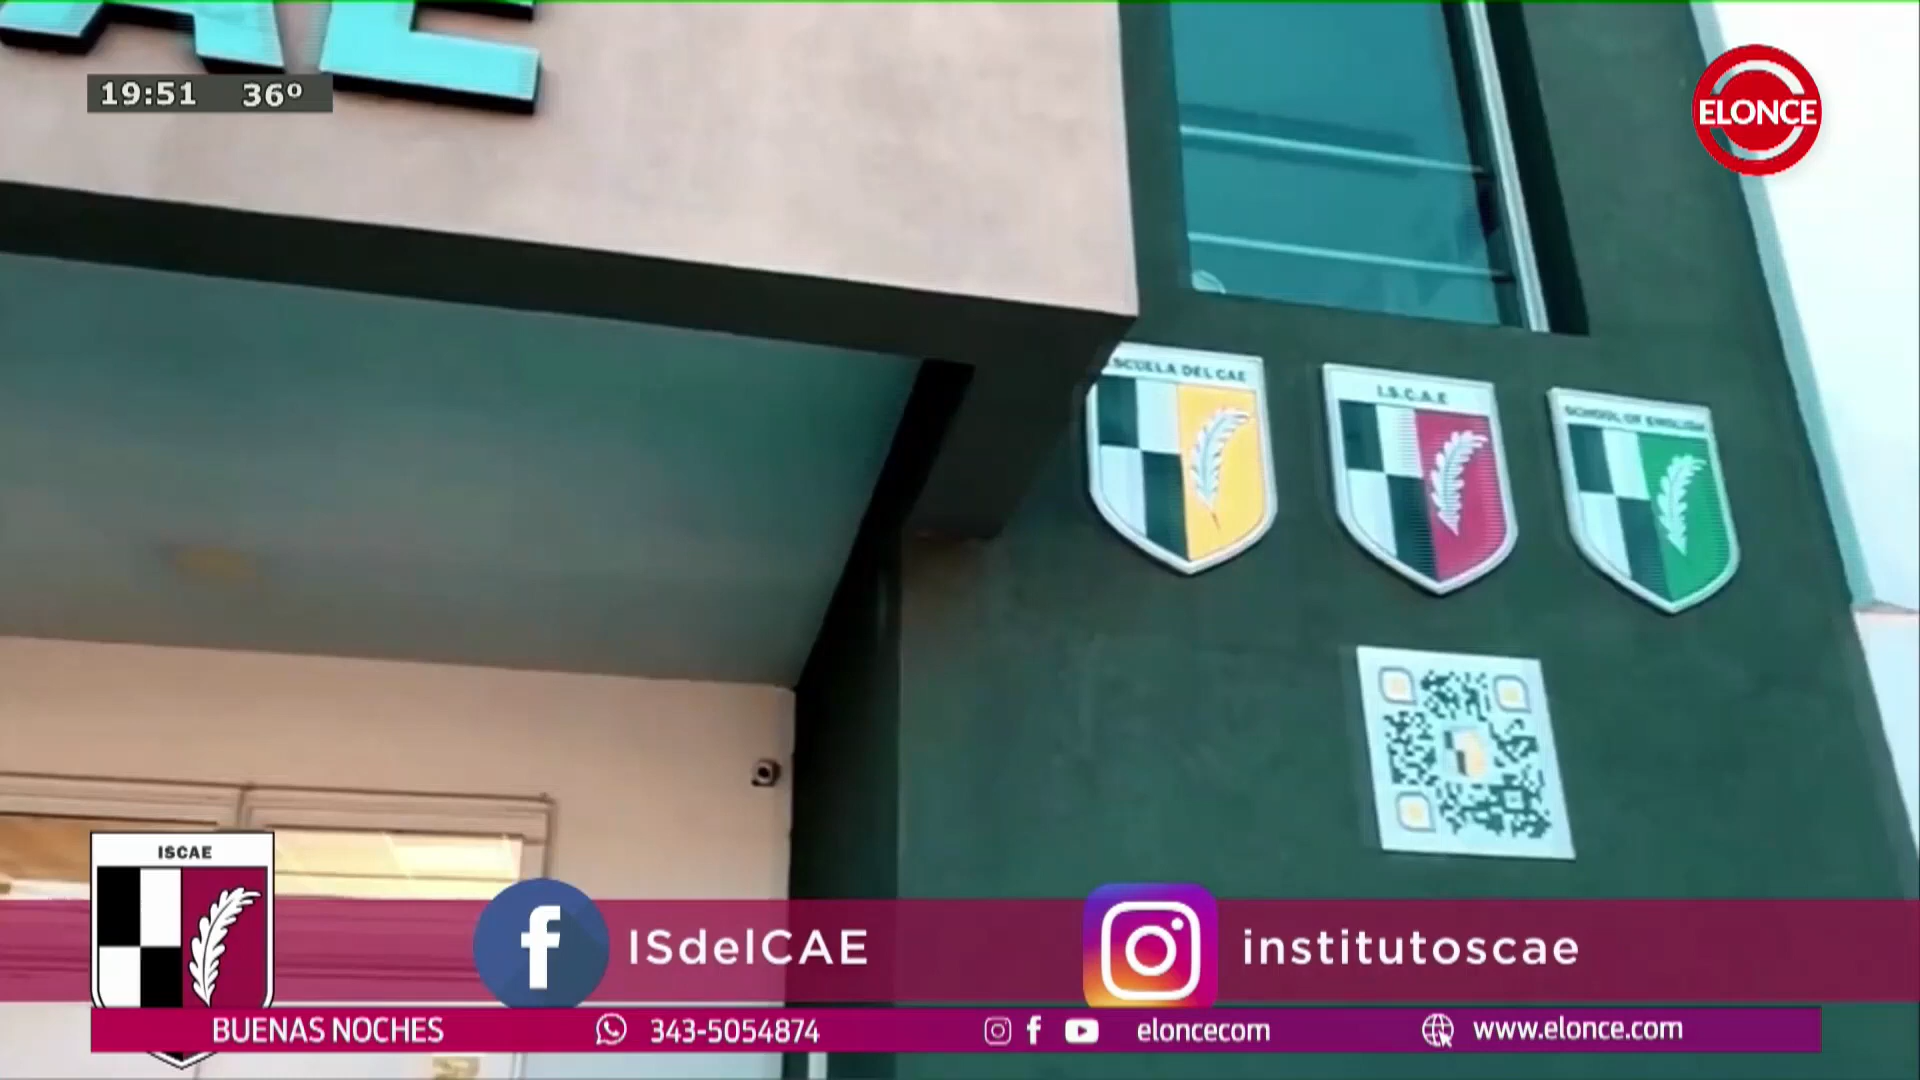 AE
19:51 36º
ELONCE
ESCUELA DEL CAE
I.S.C.A.E
SCHOOL OF ENGLISH
ISCAE
ISdelCAE
institutoscae
BUENAS NOCHES
343-5054874
eloncecom
www.elonce.com